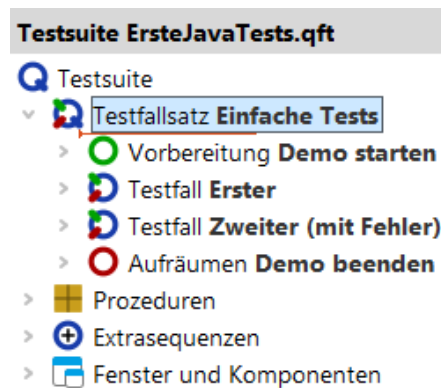 Testsuite ErsteJavaTests.qft
Testsuite
Testfallsatz Einfache Tests
Vorbereitung Demo starten
Testfall Erster
Testfall Zweiter (mit Fehler)
Aufräumen Demo beenden
Prozeduren
Extrasequenzen
Fenster und Komponenten